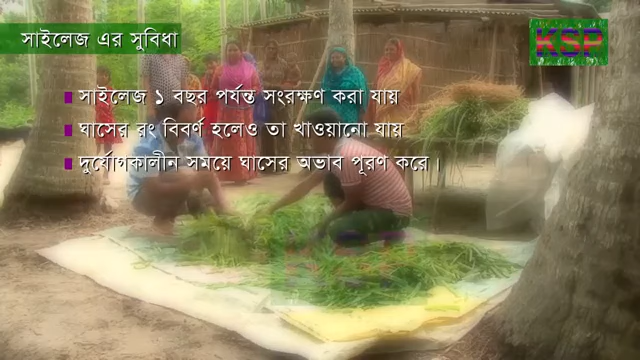 সাইলেজ এর সুবিধা
KSP
সাইলেজ ১ বছর পর্যন্ত সংরক্ষণ করা যায়
ঘাসের রং বিবর্ণ হলেও তা খাওয়ানো যায়
দুর্যোগকালীন সময়ে ঘাসের অভাব পূরণ করে।